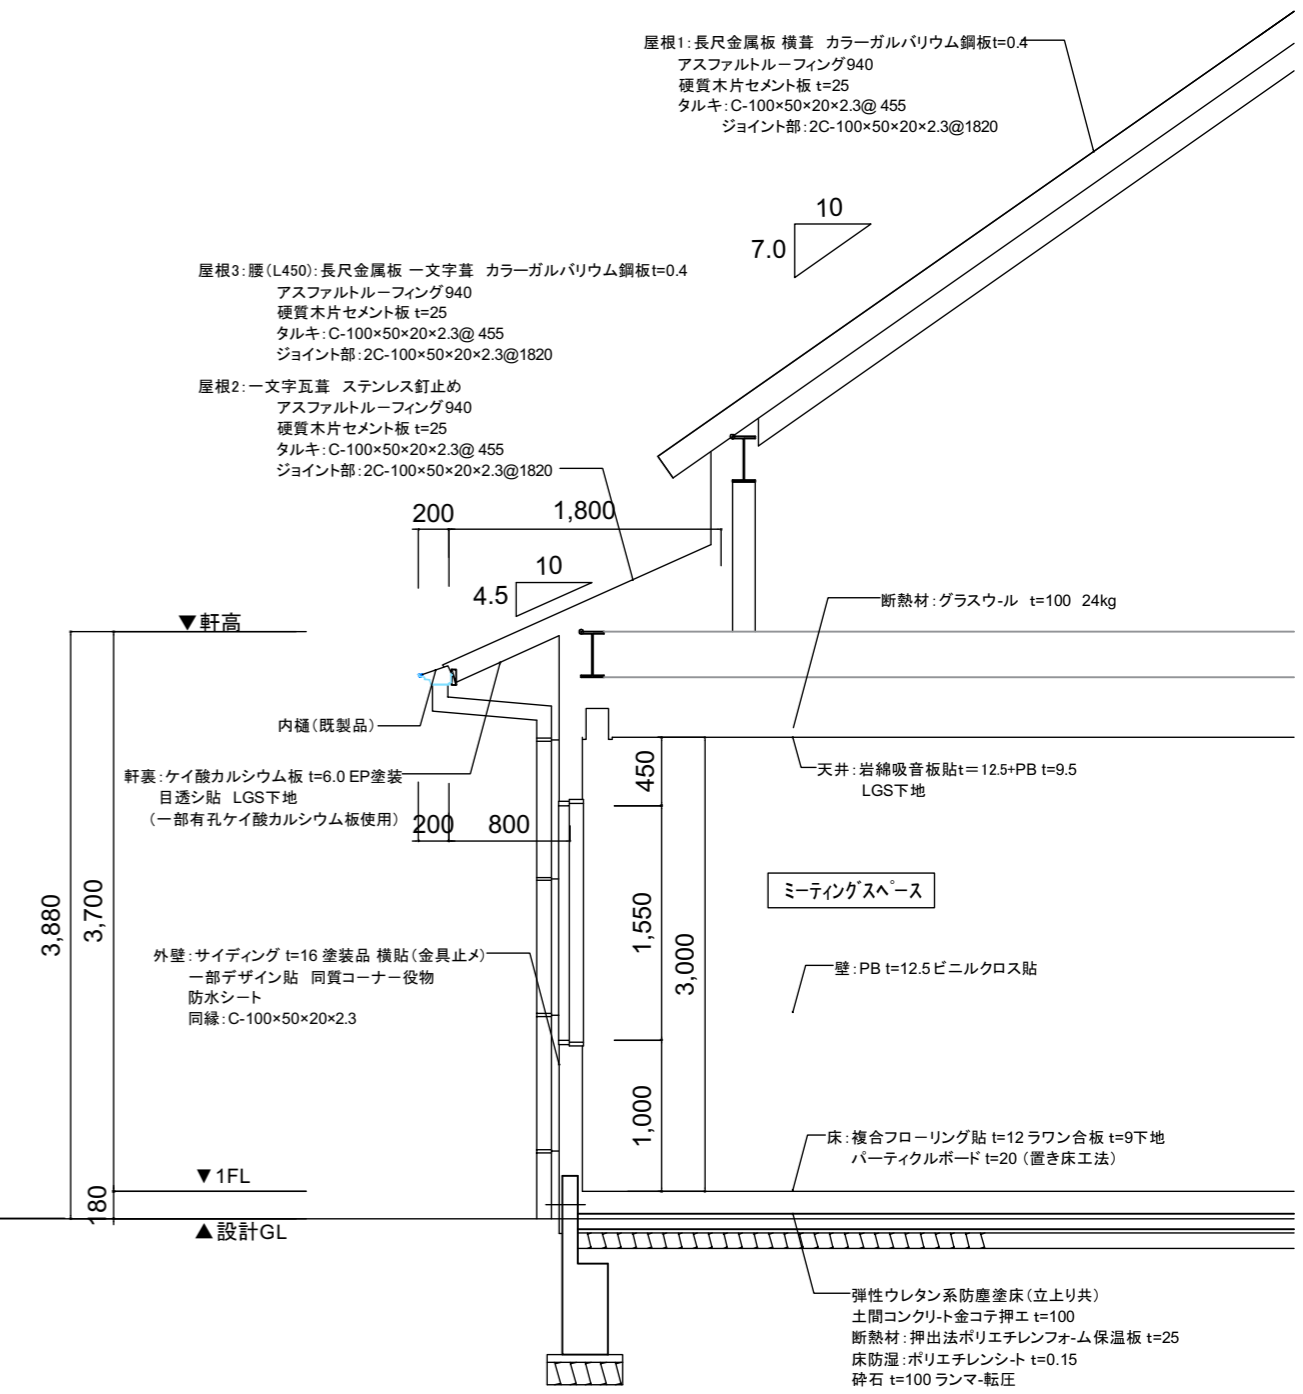 屋根1:長尺金属板 横葺 カラーガルバリウム鋼板t=0.4
アスファルトルーフィング940
硬質木片セメント板 t=25
タルキ:C-100×50×20×2.3@ 455
ジョイント部:2C-100×50×20×2.3@1820
10
7.0
屋根3:腰(L450):長尺金属板 一文字葺 カラーガルバリウム鋼板t=0.4
アスファルトルーフィング940
硬質木片セメント板 t=25
タルキ:C-100×50×20×2.3@ 455
ジョイント部:2C-100×50×20×2.3@1820
屋根2:一文字瓦葺 ステンレス釘止め
アスファルトルーフィング940
硬質木片セメント板 t=25
タルキ:C-100×50×20×2.3@ 455
ジョイント部:2C-100×50×20×2.3@1820
200
1,800
10
4.5
断熱材:グラスウール t=100 24kg
▼軒高
内樋(既製品)
軒裏:ケイ酸カルシウム板 t=6.0 EP塗装
目透シ貼 LGS下地
(一部有孔ケイ酸カルシウム板使用)
450
天井:岩綿吸音板貼t=12.5+PB t=9.5
LGS下地
200
800
ミーティングスペース
3,880
3,700
1,550
3,000
外壁:サイディング t=16 塗装品 横貼(金具止メ)
一部デザイン貼 同質コーナー役物
防水シート
同縁:C-100×50×20×2.3
壁:PB t=12.5ビニルクロス貼
1,000
床:複合フローリング貼 t=12 ラワン合板 t=9下地
パーティクルボード t=20 (置き床工法)
▼1FL
180
▲設計GL
弾性ウレタン系防塵塗床(立上り共)
土間コンクリート金コテ押エ t=100
断熱材:押出法ポリエチレンフォーム保温板 t=25
床防湿:ポリエチレンシート t=0.15
砕石 t=100 ランマー転圧